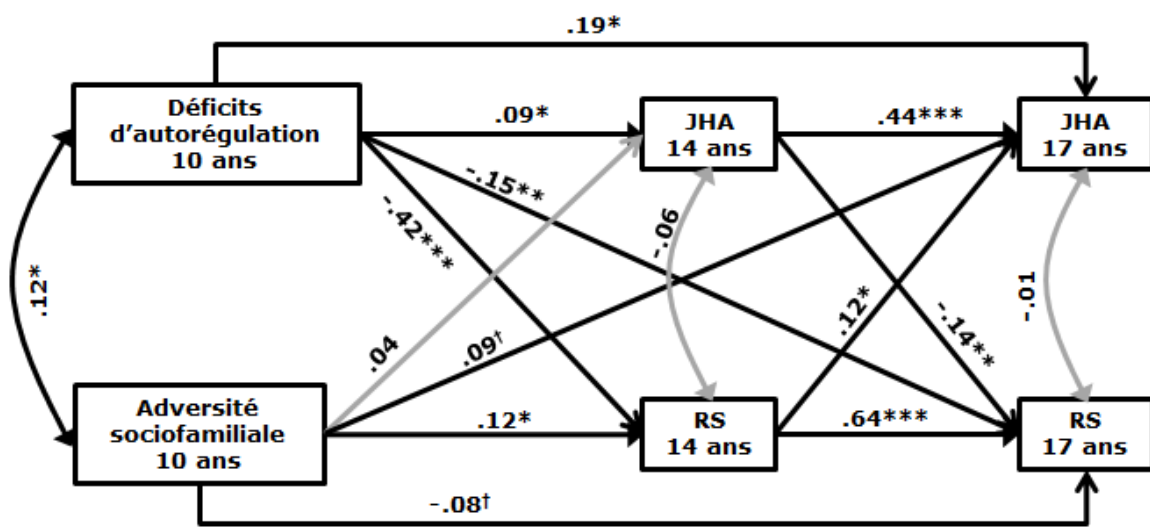 .19*
Déficits
d’autorégulation
10 ans
.09*
JHA
14 ans
.44***
JHA
17 ans
-.15**
-.42***
-.06
.12*
.04
.09†
.12*
-.14**
-.01
Adversité
sociofamiliale
10 ans
.12*
RS
14 ans
.64***
RS
17 ans
-.08†